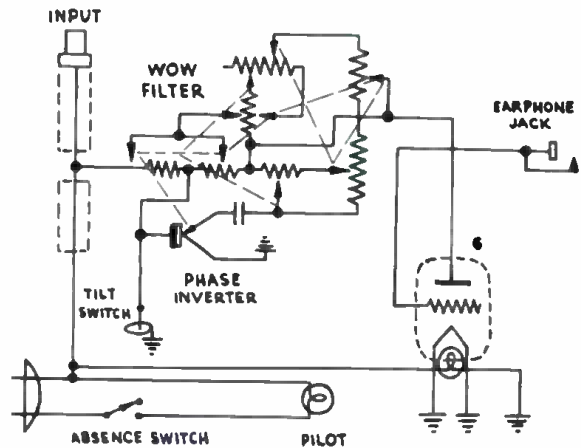 INPUT
WOW
FILTER
EARPHONE
JACK
6
PHASE
INVERTER
TILT
SWITCH
ABSENCE SWITCH
PILOT